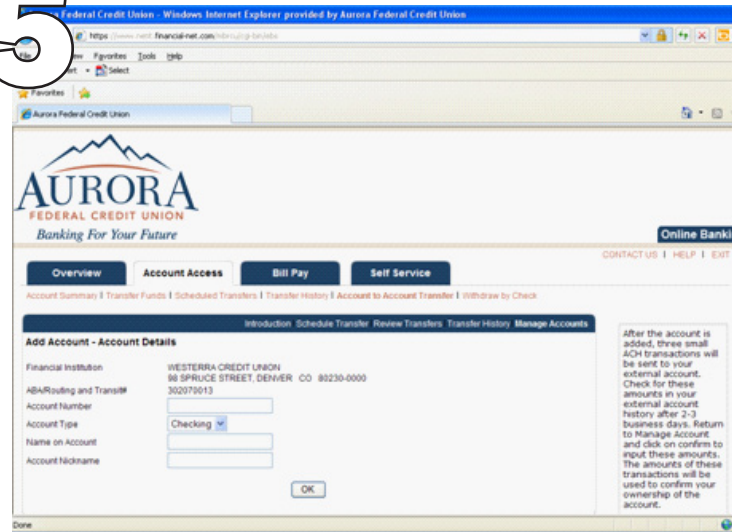 5
Aurora Federal Credit Union - Windows Internet Explorer provided by Aurora Federal Credit Union
https://www. financial-net.com
Favorites Tools Help
Select
Favorites
Aurora Federal Credit Union
AURORA
FEDERAL CREDIT UNION
Banking For Your Future
Online Banki
CONTACT US | HELP | EXIT
Overview Account Access Bill Pay Self Service
Account Summary | Transfer Funds | Scheduled Transfers | Transfer History | Account to Account Transfer | Withdraw by Check
Introduction Schedule Transfer Review Transfers Transfer History Manage Accounts
Add Account - Account Details
Financial Institution WESTERRA CREDIT UNION
98 SPRUCE STREET, DENVER CO 80230-0000
ABA/Routing and Transit# 302070013
Account Number
Account Type Checking
Name on Account
Account Nickname
OK
After the account is
added, three small
ACH transactions will
be sent to your
external account.
Check for these
amounts in your
external account
history after 2-3
business days. Return
to Manage Account
and click on confirm to
input these amounts.
The amounts of these
transactions will be
used to confirm your
ownership of the
account.
Done